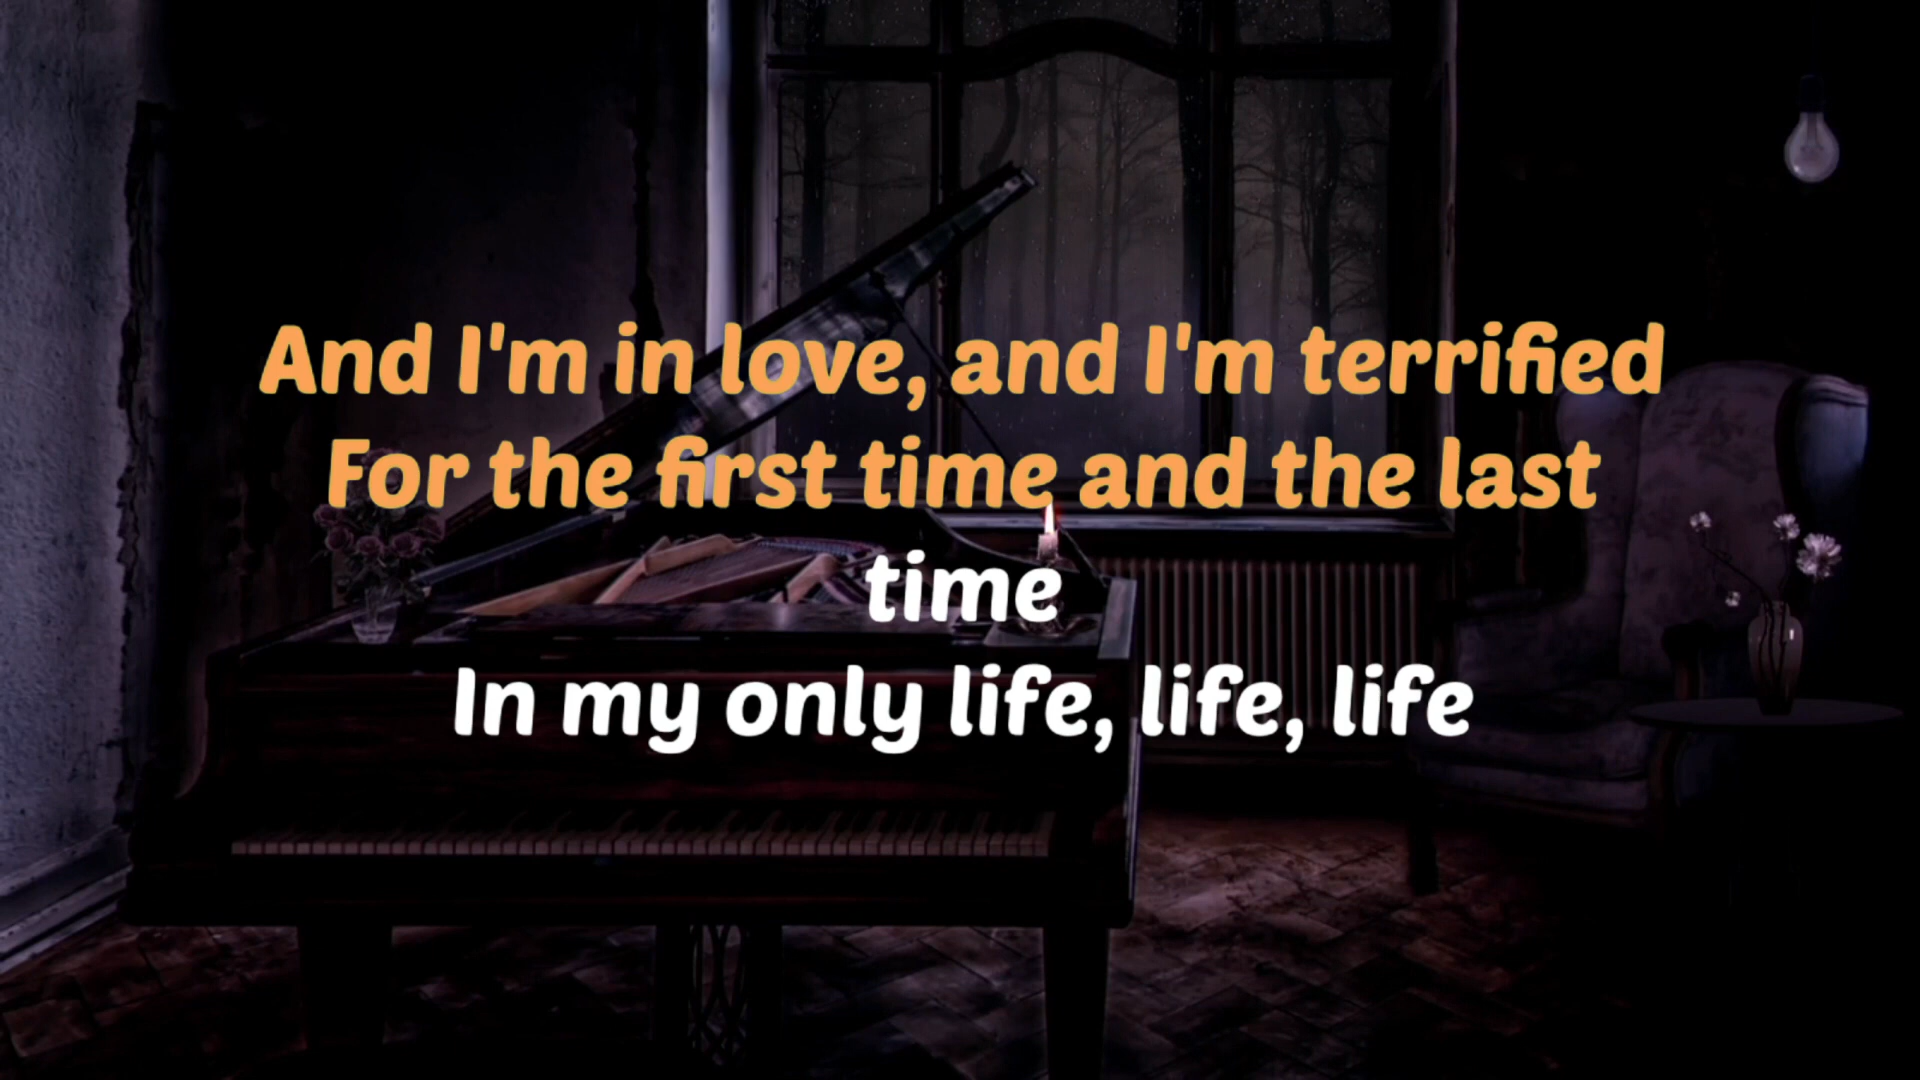 And I'm in love, and I'm terrified
For the first time and the last
time
In my only life, life, life